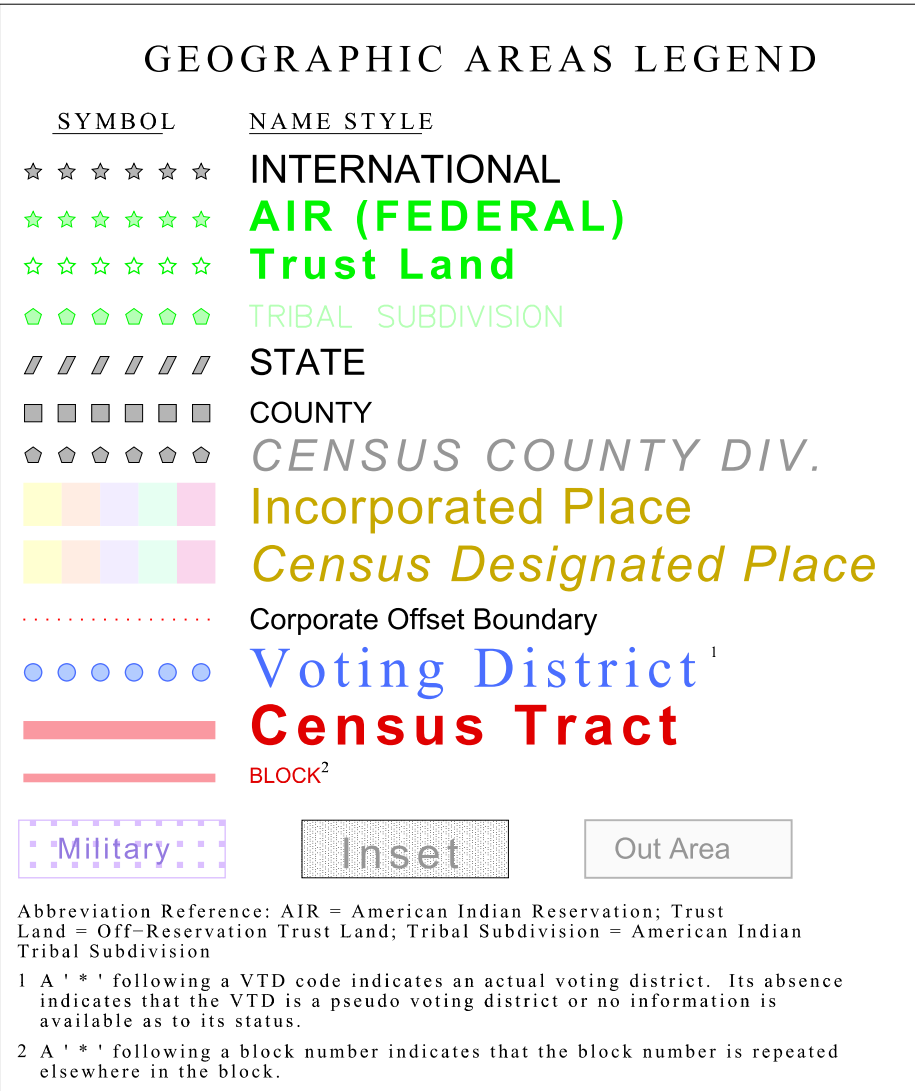 GEOGRAPHIC AREAS LEGEND
SYMBOL NAME STYLE
INTERNATIONAL
AIR (FEDERAL)
Trust Land
TRIBAL SUBDIVISION
STATE
COUNTY
CENSUS COUNTY DIV.
Incorporated Place
Census Designated Place
Corporate Offset Boundary
Voting District 1
Census Tract
BLOCK2
Military Inset Out Area
Abbreviation Reference: AIR = American Indian Reservation; Trust
Land = Off−Reservation Trust Land; Tribal Subdivision = American Indian
Tribal Subdivision
1 A ' * ' following a VTD code indicates an actual voting district. Its absence
indicates that the VTD is a pseudo voting district or no information is
available as to its status.
2 A ' * ' following a block number indicates that the block number is repeated
elsewhere in the block.